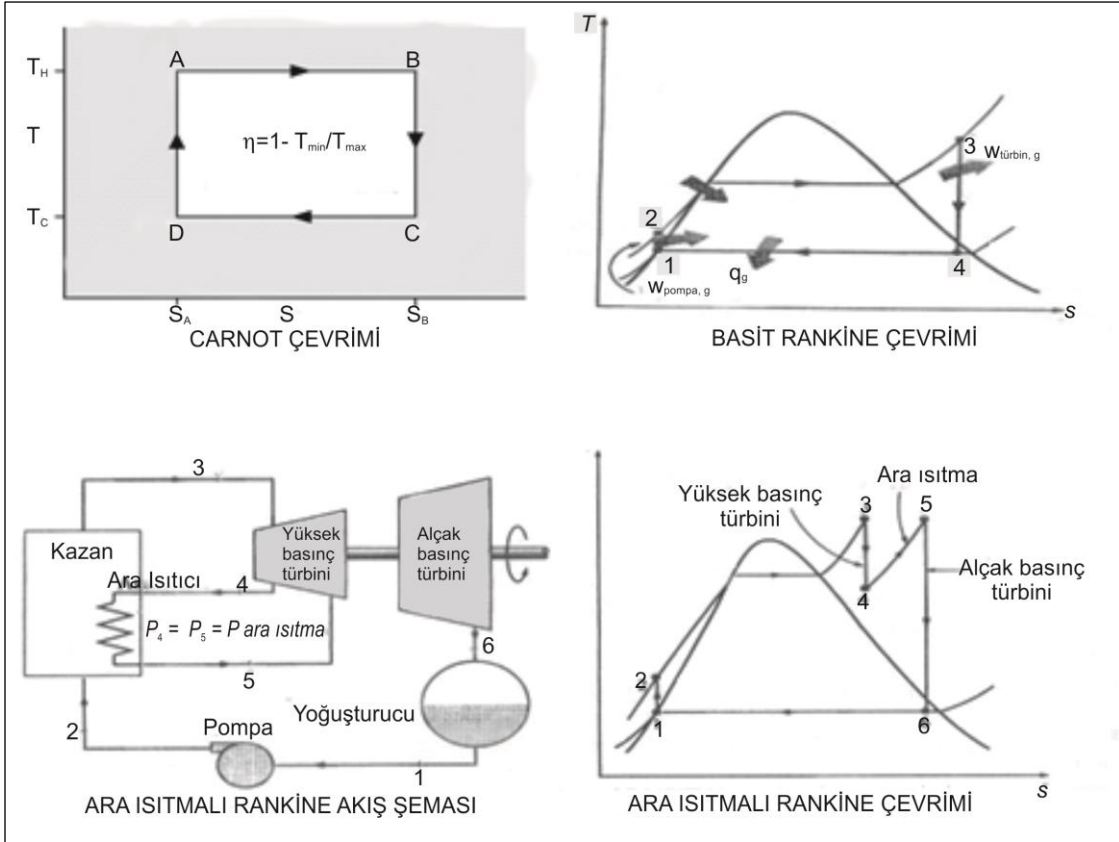 T_H
A
B
T
η=1- T_min/T_max
T_C
D
C
S_A
S
S_B
CARNOT ÇEVRİMİ
T
3
w_türbin, g
2
1
4
q_g
w_pompa, g
s
BASİT RANKİNE ÇEVRİMİ
3
Kazan
Yüksek
basınç
türbini
Alçak
basınç
türbini
Ara Isıtıcı
4
P_4 = P_5 = P ara ısıtma
5
6
Yoğuşturucu
2
Pompa
1
ARA ISITMALI RANKİNE AKIŞ ŞEMASI
Ara ısıtma
Yüksek basınç
türbini
3
5
Alçak basınç
türbini
4
2
1
6
s
ARA ISITMALI RANKİNE ÇEVRİMİ